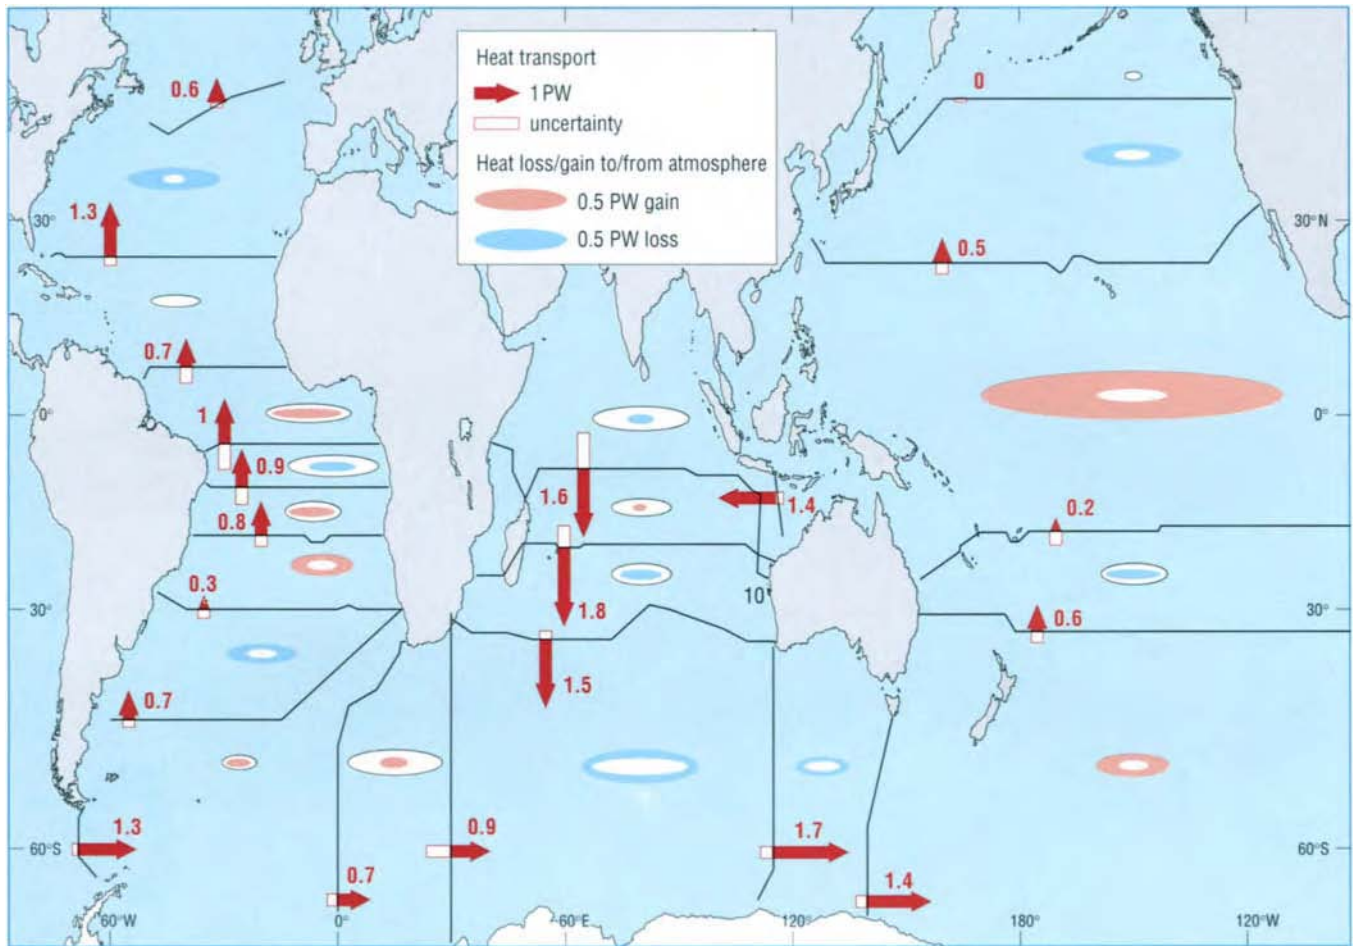 Heat transport
1 PW
uncertainty
Heat loss/gain to/from atmosphere
0.5 PW gain
0.5 PW loss
0.6
0
1.3
30°
30° N
0.5
0.7
1
0°
0°
0.9
1.6
1.4
0.8
0.2
0.3
10°
30°
1.8
0.6
30°
0.7
1.5
1.3
0.9
1.7
60°S
60°S
0.7
1.4
60°W
0°
60°E
120°
180°
120°W